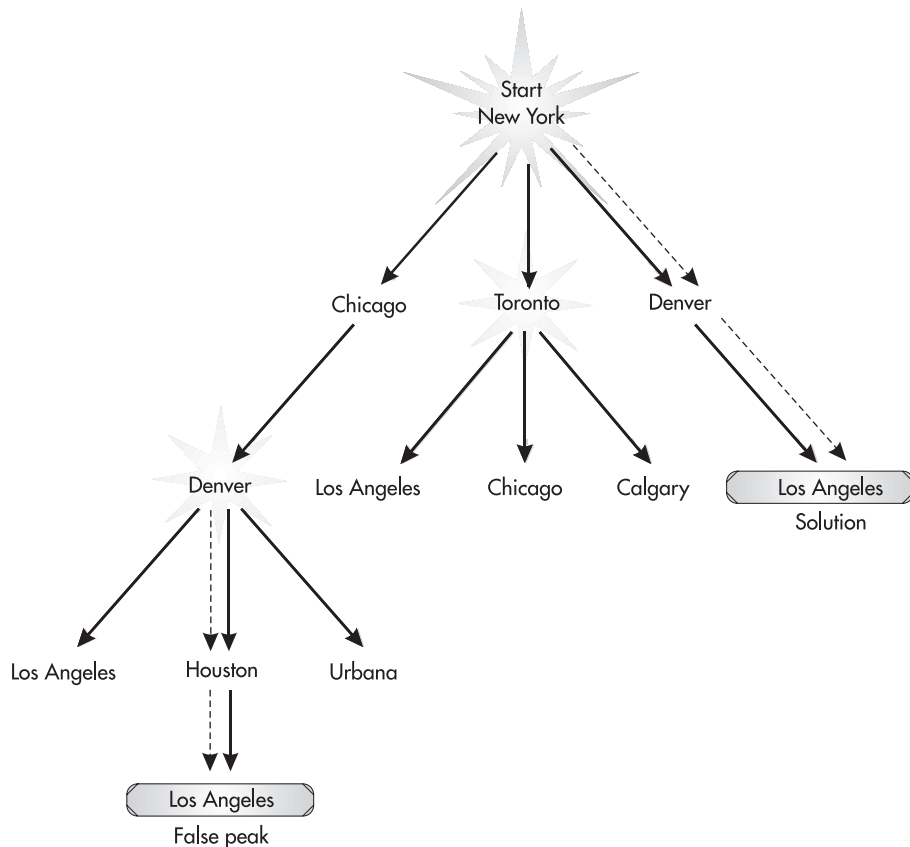 Start
New York
Chicago
Toronto
Denver
Denver
Los Angeles
Chicago
Calgary
Los Angeles
Solution
Los Angeles
Houston
Urbana
Los Angeles
False peak